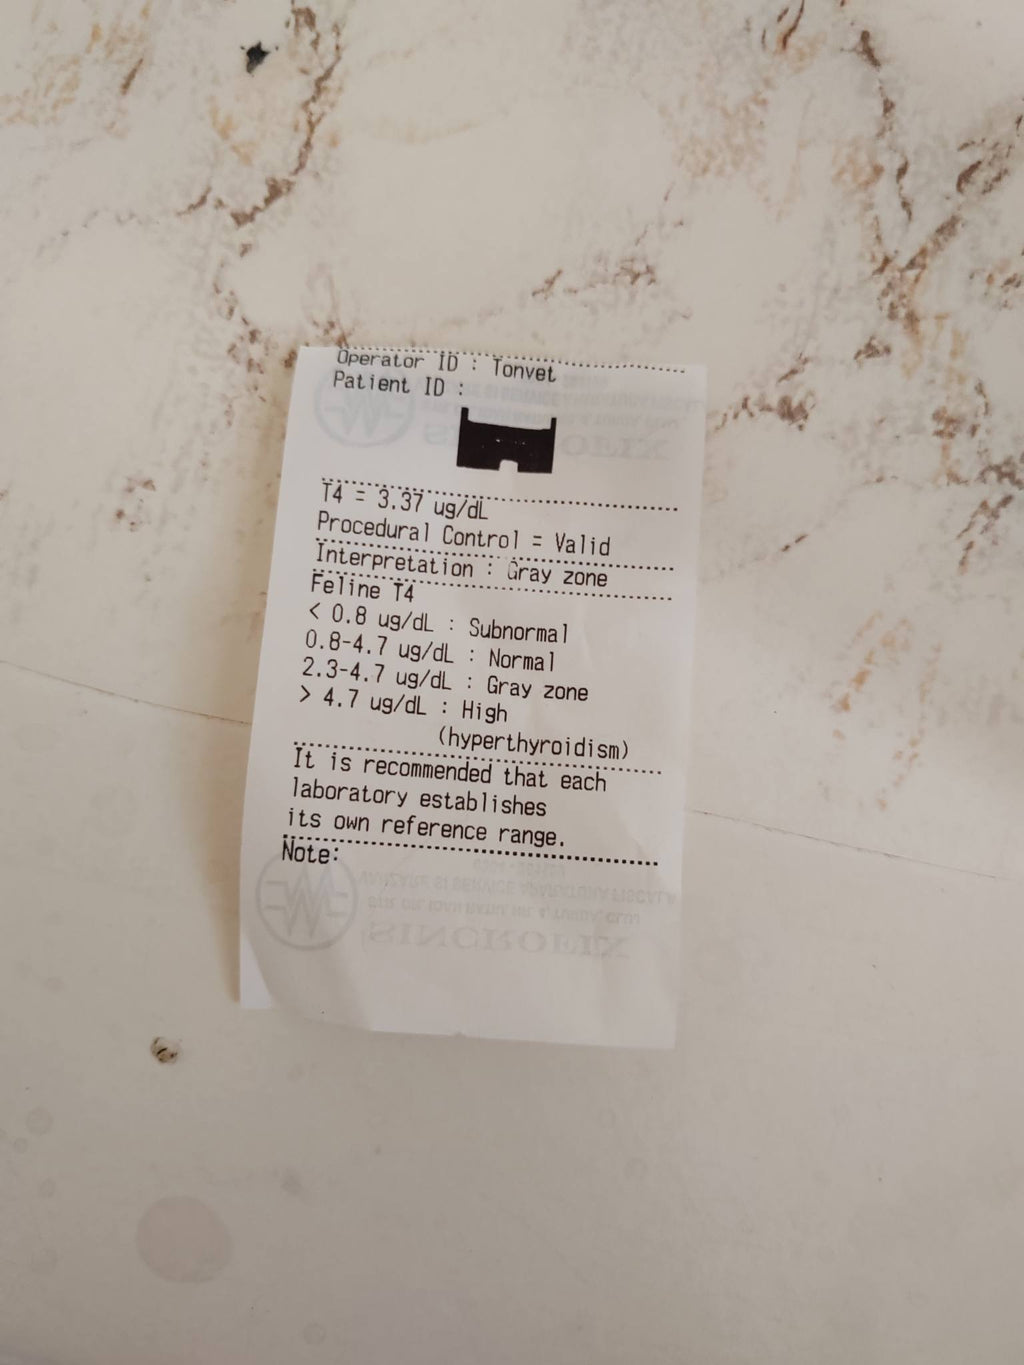 Operator ID : Tonvet
Patient ID :
T4 = 3.37 ug/dL
Procedural Control = Valid
Interpretation : Gray zone
Feline T4
< 0.8 ug/dL : Subnormal
0.8-4.7 ug/dL : Normal
2.3-4.7 ug/dL : Gray zone
> 4.7 ug/dL : High
(hyperthyroidism)
It is recommended that each
laboratory establishes
its own reference range.
Note: